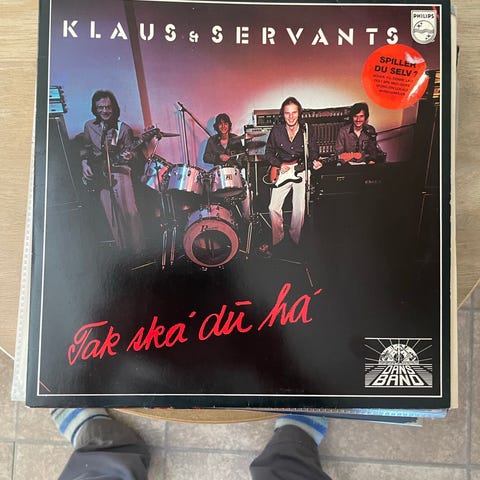 KLAUS & SERVANTS
PHILIPS
SPILLER
DU SELV?
Tak ska' du ha'
DANS
BAND